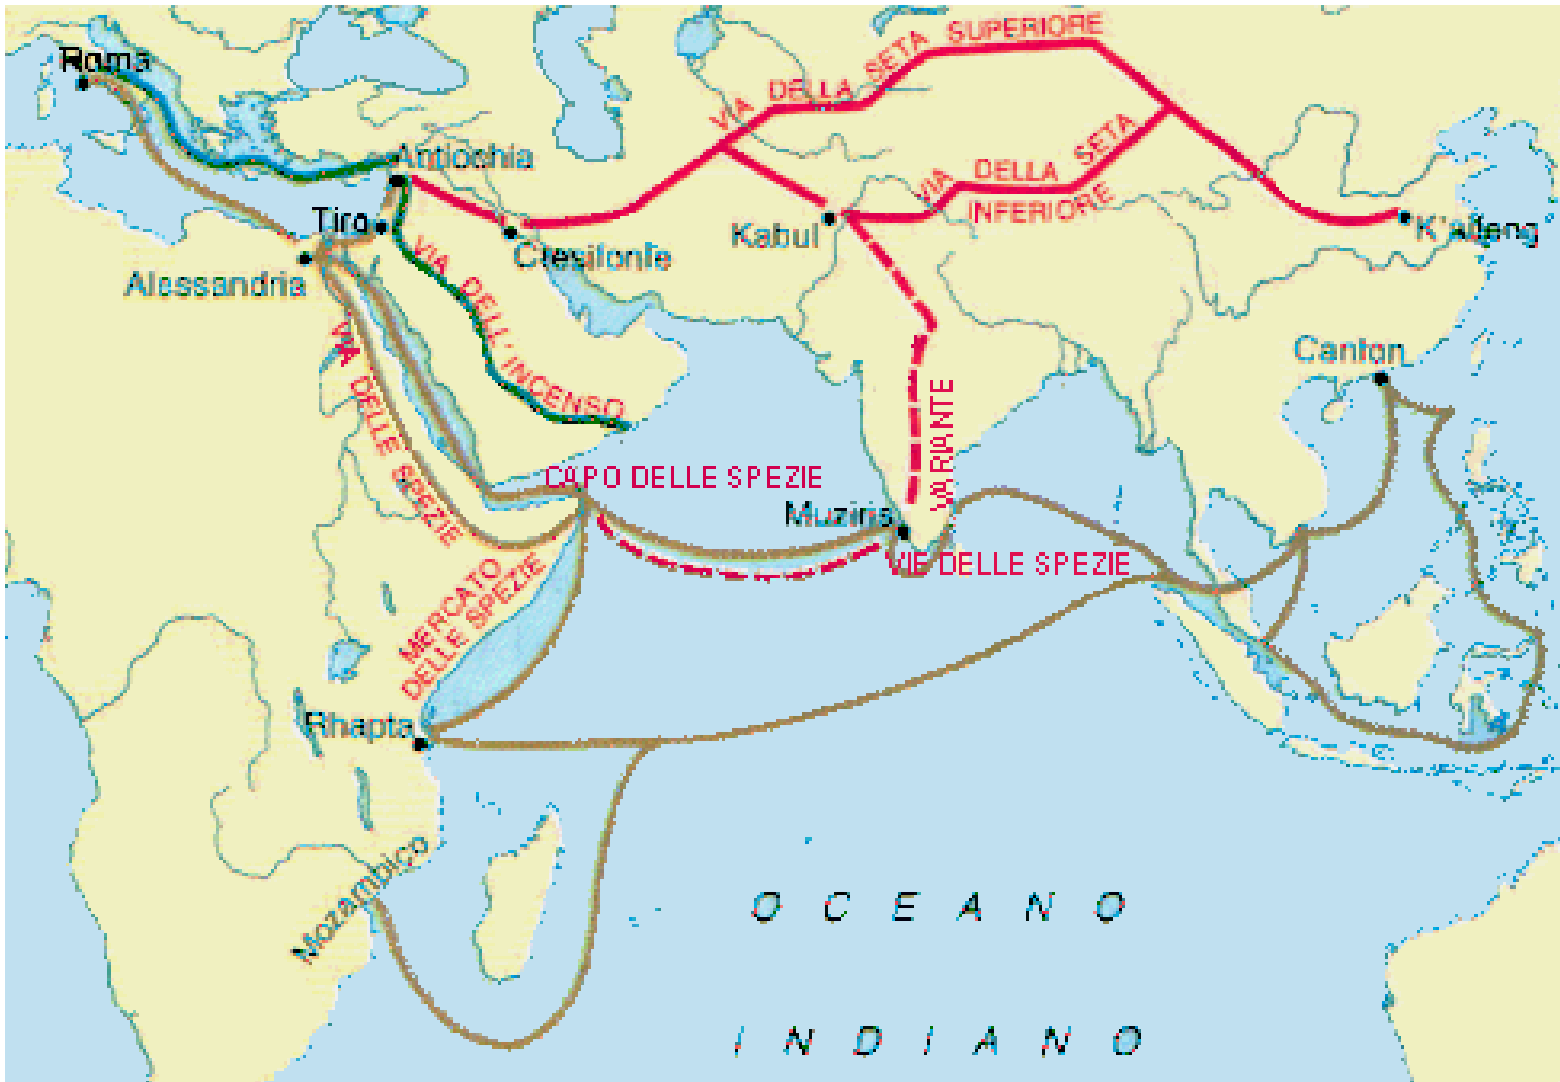 VIA DELLA SETA SUPERIORE
Roma
Antiochia
VIA DELLA SETA
INFERIORE
Tiro
Kabul
K'aifeng
Ctesifonte
Alessandria
VIA DELL'INCENSO
VIA DELLE SPEZIE
Canton
VARIANTE
CAPO DELLE SPEZIE
Muziris
VIE DELLE SPEZIE
MERCATO
DELLE SPEZIE
Rhapta
Mozambico
OCEANO
INDIANO